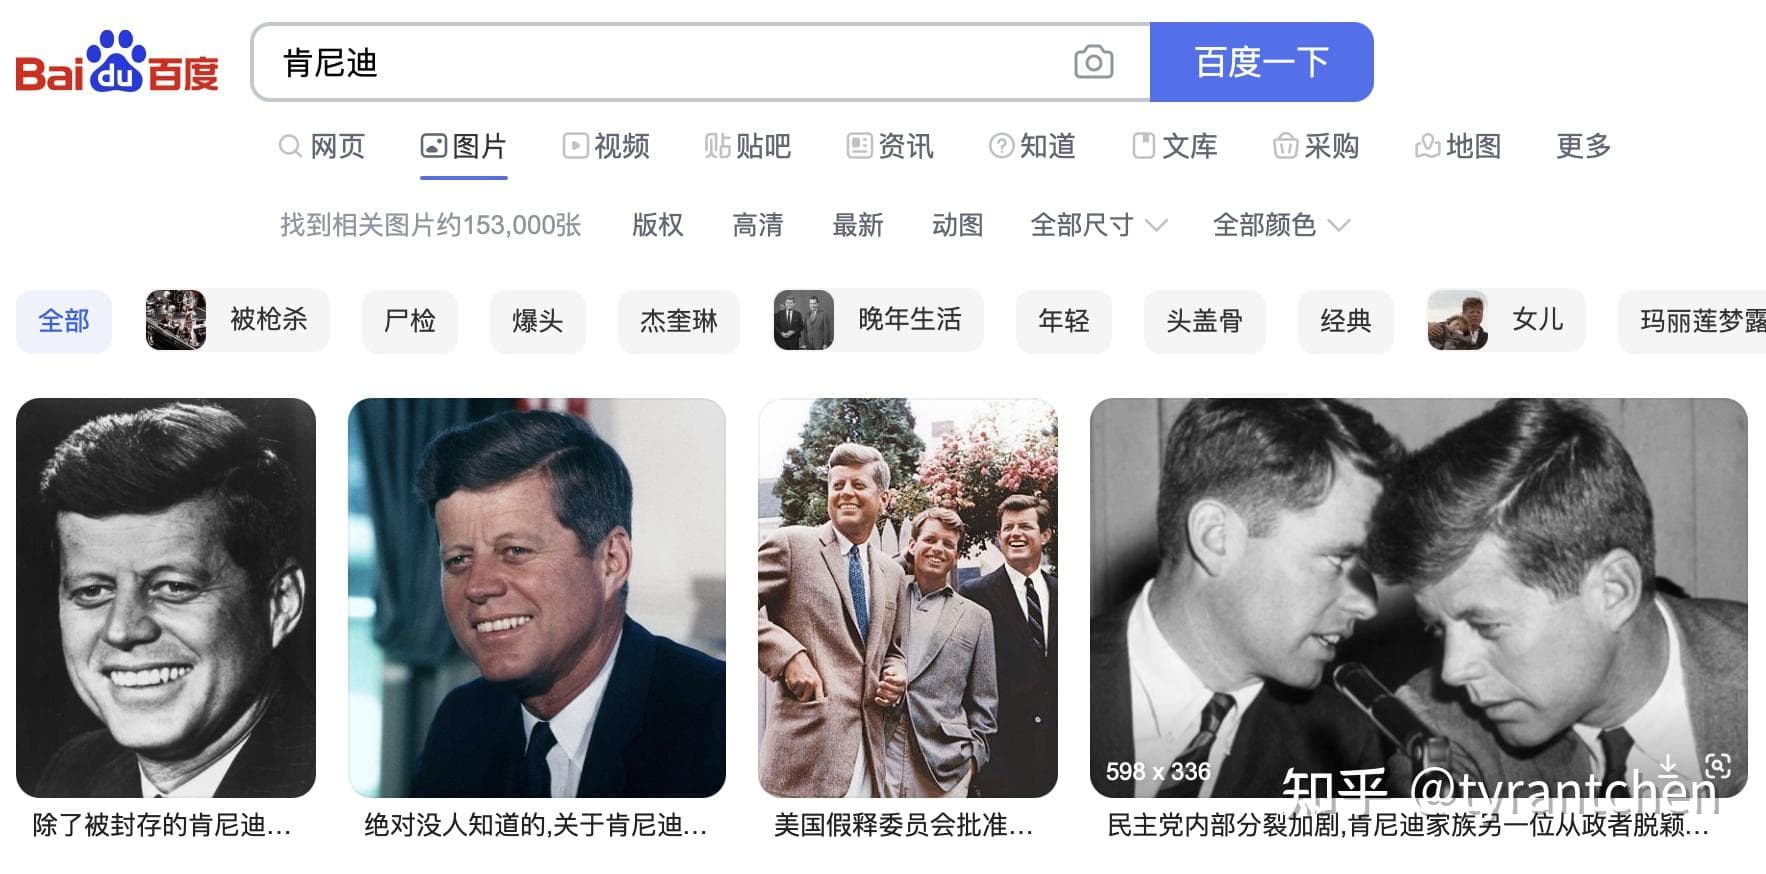 Bai du 百度
肯尼迪
百度一下
网页 图片 视频 贴吧 资讯 知道 文库 采购 地图 更多
找到相关图片约153,000张 版权 高清 最新 动图 全部尺寸 全部颜色
全部 被枪杀 尸检 爆头 杰奎琳 晚年生活 年轻 头盖骨 经典 女儿 玛丽莲梦露
598 x 336
知乎 @tyrantchen
除了被封存的肯尼迪... 绝对没人知道的,关于肯尼迪... 美国假释委员会批准... 民主党内部分裂加剧,肯尼迪家族另一位从政者脱颖...